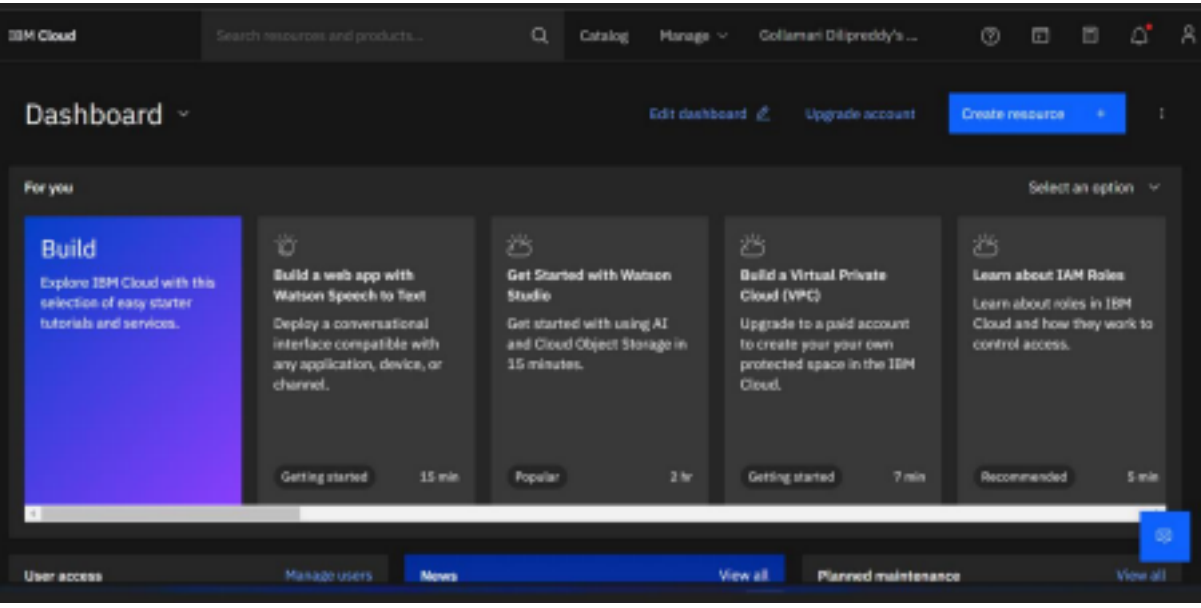 IBM Cloud
Search resources and products...
Catalog
Manage
Gollamari Dilipreddy's ...
Dashboard
Edit dashboard
Upgrade account
Create resource +
For you
Select an option
Build
Explore IBM Cloud with this
selection of easy starter
tutorials and services.
Build a web app with
Watson Speech to Text
Deploy a conversational
interface compatible with
any application, device, or
channel.
Getting started
15 min
Get Started with Watson
Studio
Get started with using AI
and Cloud Object Storage in
15 minutes.
Popular
2 hr
Build a Virtual Private
Cloud (VPC)
Upgrade to a paid account
to create your your own
protected space in the IBM
Cloud.
Getting started
7 min
Learn about IAM Roles
Learn about roles in IBM
Cloud and how they work to
control access.
Recommended
5 min
User access
Manage users
News
View all
Planned maintenance
View all